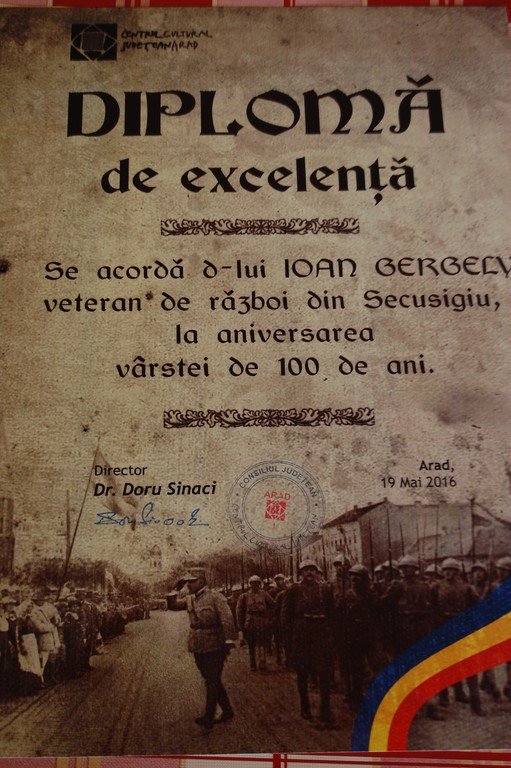 CENTRUL CULTURAL
JUDEȚEAN ARAD
DIPLOMĂ
de excelență
Se acordă d-lui IOAN GERGELY
veteran de război din Secusigiu,
la aniversarea
vârstei de 100 de ani.
Director
Dr. Doru Sinaci
Arad,
19 Mai 2016
CONSILIUL JUDEȚEAN
ARAD